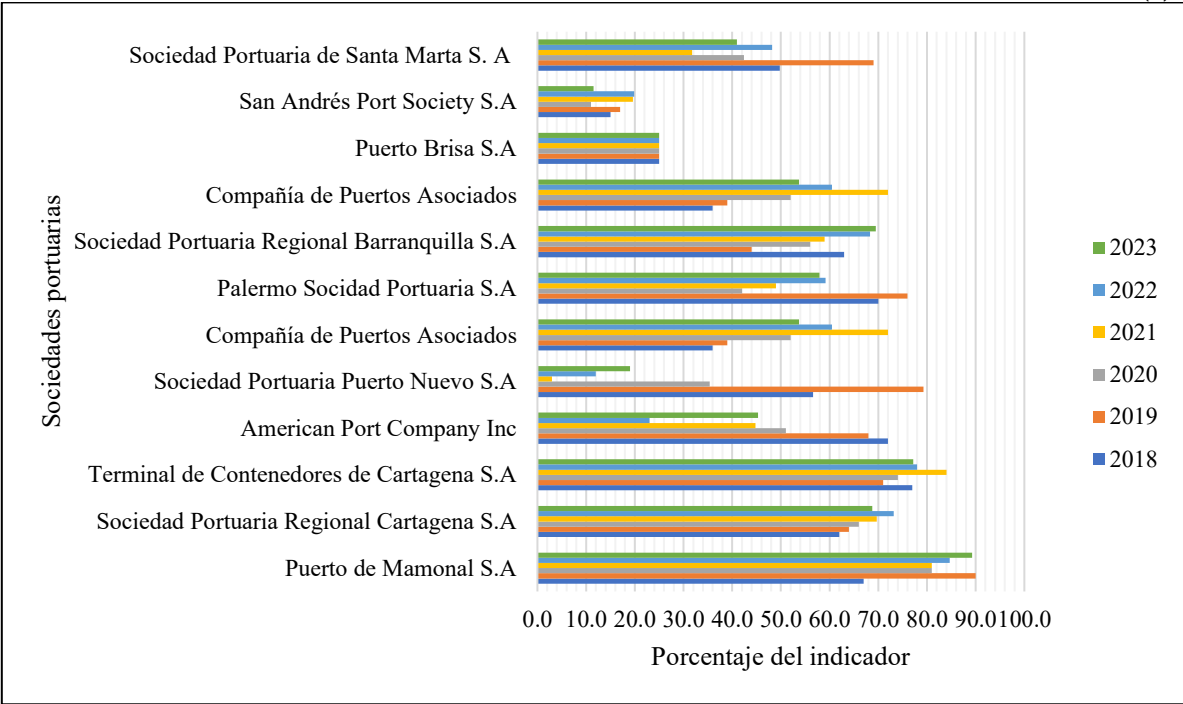 Sociedades portuarias
Sociedad Portuaria de Santa Marta S. A
San Andrés Port Society S.A
Puerto Brisa S.A
Compañía de Puertos Asociados
Sociedad Portuaria Regional Barranquilla S.A
Palermo Socidad Portuaria S.A
Compañía de Puertos Asociados
Sociedad Portuaria Puerto Nuevo S.A
American Port Company Inc
Terminal de Contenedores de Cartagena S.A
Sociedad Portuaria Regional Cartagena S.A
Puerto de Mamonal S.A
0.0 10.0 20.0 30.0 40.0 50.0 60.0 70.0 80.0 90.0 100.0
Porcentaje del indicador
2023
2022
2021
2020
2019
2018